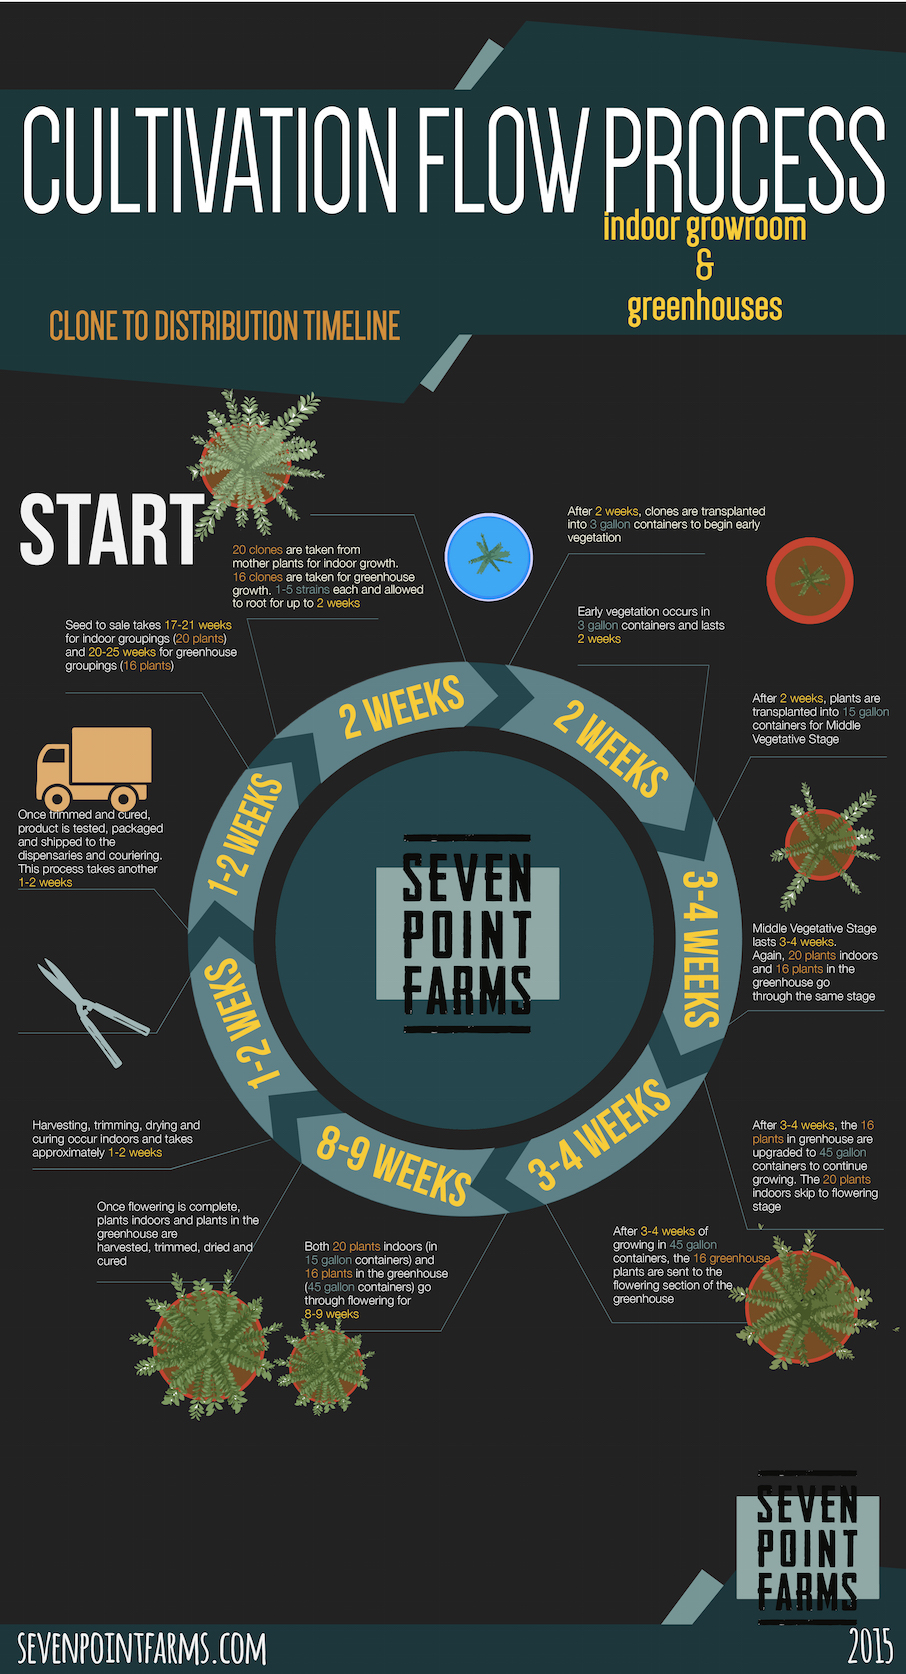 CULTIVATION FLOW PROCESS
indoor growroom
&
greenhouses
CLONE TO DISTRIBUTION TIMELINE
START
20 clones are taken from
mother plants for indoor growth.
16 clones are taken for greenhouse
growth. 1-5 strains each and allowed
to root for up to 2 weeks
After 2 weeks, clones are transplanted
into 3 gallon containers to begin early
vegetation
Early vegetation occurs in
3 gallon containers and lasts
2 weeks
Seed to sale takes 17-21 weeks
for indoor groupings (20 plants)
and 20-25 weeks for greenhouse
groupings (16 plants)
After 2 weeks, plants are
transplanted into 15 gallon
containers for Middle
Vegetative Stage
2 WEEKS
2 WEEKS
3-4 WEEKS
3-4 WEEKS
8-9 WEEKS
1-2 WEEKS
1-2 WEEKS
SEVEN
POINT
FARMS
Once trimmed and cured,
product is tested, packaged
and shipped to the
dispensaries and couriering.
This process takes another
1-2 weeks
Middle Vegetative Stage
lasts 3-4 weeks.
Again, 20 plants indoors
and 16 plants in the
greenhouse go
through the same stage
Harvesting, trimming, drying and
curing occur indoors and takes
approximately 1-2 weeks
After 3-4 weeks, the 16
plants in grenhouse are
upgraded to 45 gallon
containers to continue
growing. The 20 plants
indoors skip to flowering
stage
Once flowering is complete,
plants indoors and plants in the
greenhouse are
harvested, trimmed, dried and
cured
Both 20 plants indoors (in
15 gallon containers) and
16 plants in the greenhouse
(45 gallon containers) go
through flowering for
8-9 weeks
After 3-4 weeks of
growing in 45 gallon
containers, the 16 greenhouse
plants are sent to the
flowering section of the
greenhouse
SEVEN
POINT
FARMS
SEVENPOINTFARMS.COM
2015